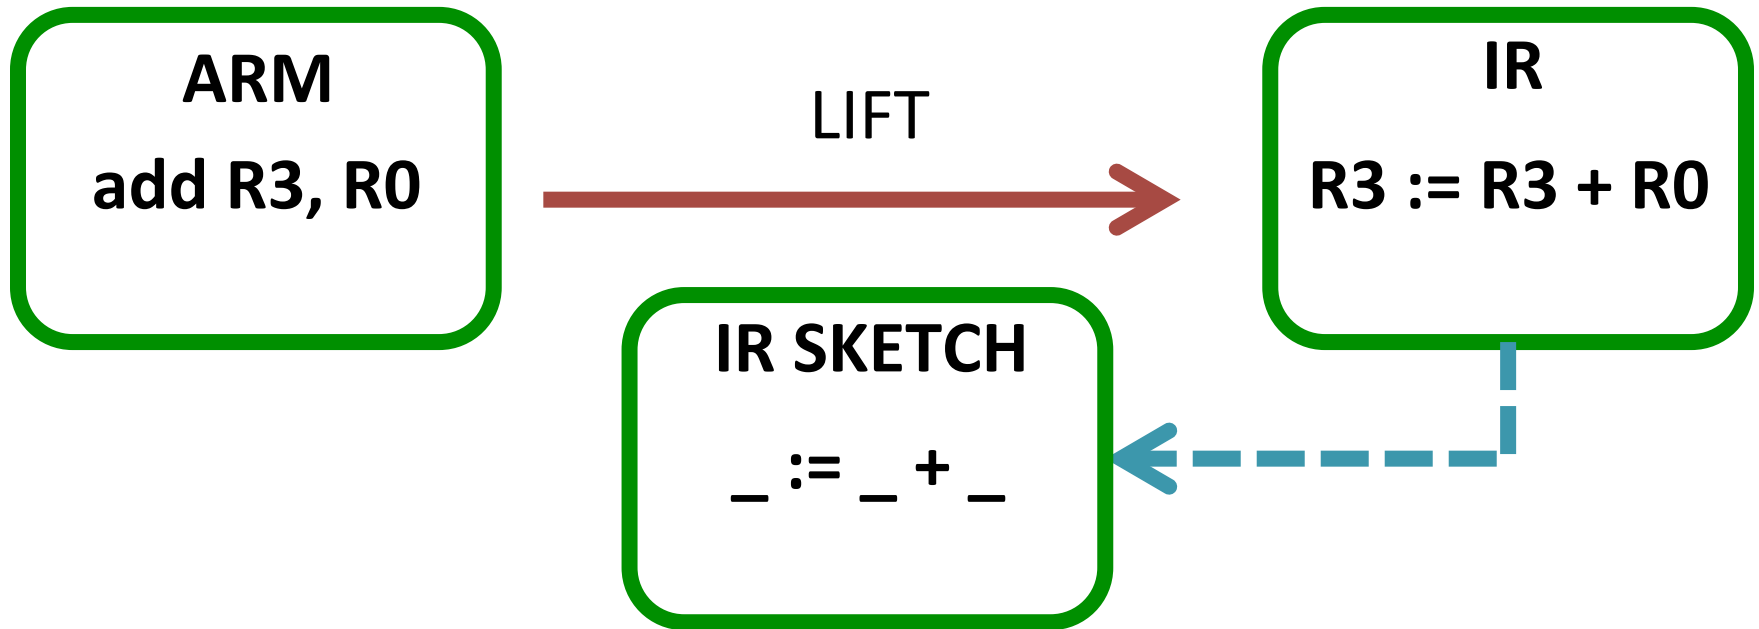 ARM
add R3, R0
LIFT
IR
R3 := R3 + R0
IR SKETCH
_ := _ + _